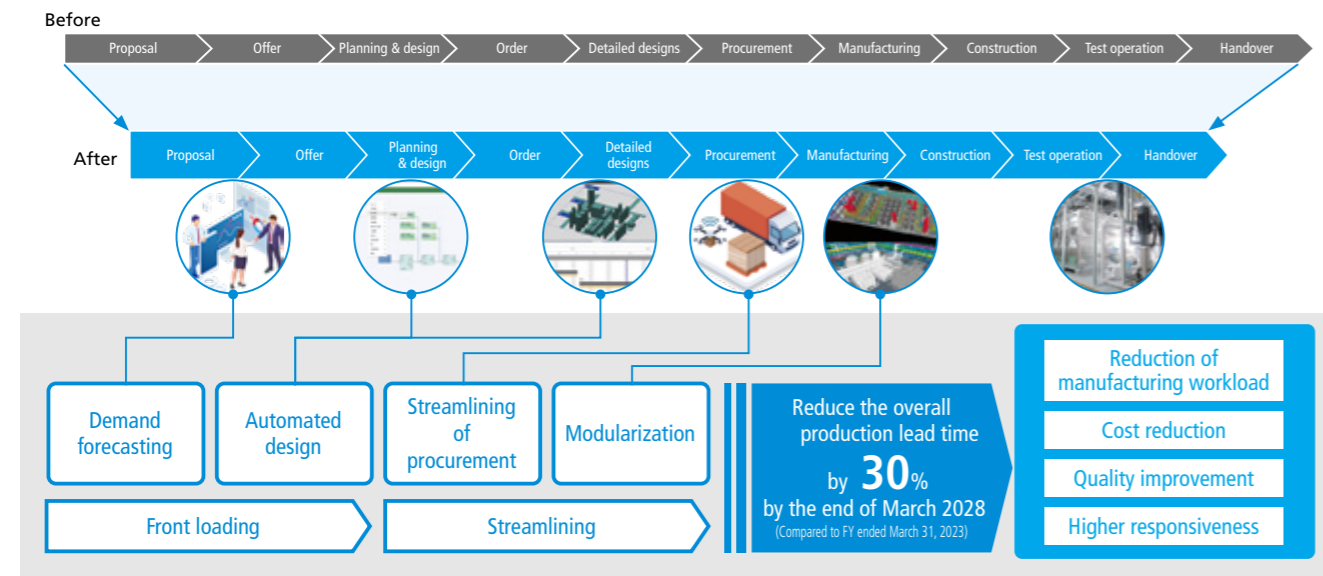 Before
Proposal
Offer
Planning & design
Order
Detailed designs
Procurement
Manufacturing
Construction
Test operation
Handover
After
Proposal
Offer
Planning
& design
Order
Detailed
designs
Procurement
Manufacturing
Construction
Test operation
Handover
Demand
forecasting
Automated
design
Streamlining
of
procurement
Modularization
Front loading
Streamlining
Reduce the overall
production lead time
by 30%
by the end of March 2028
(Compared to FY ended March 31, 2023)
Reduction of
manufacturing workload
Cost reduction
Quality improvement
Higher responsiveness